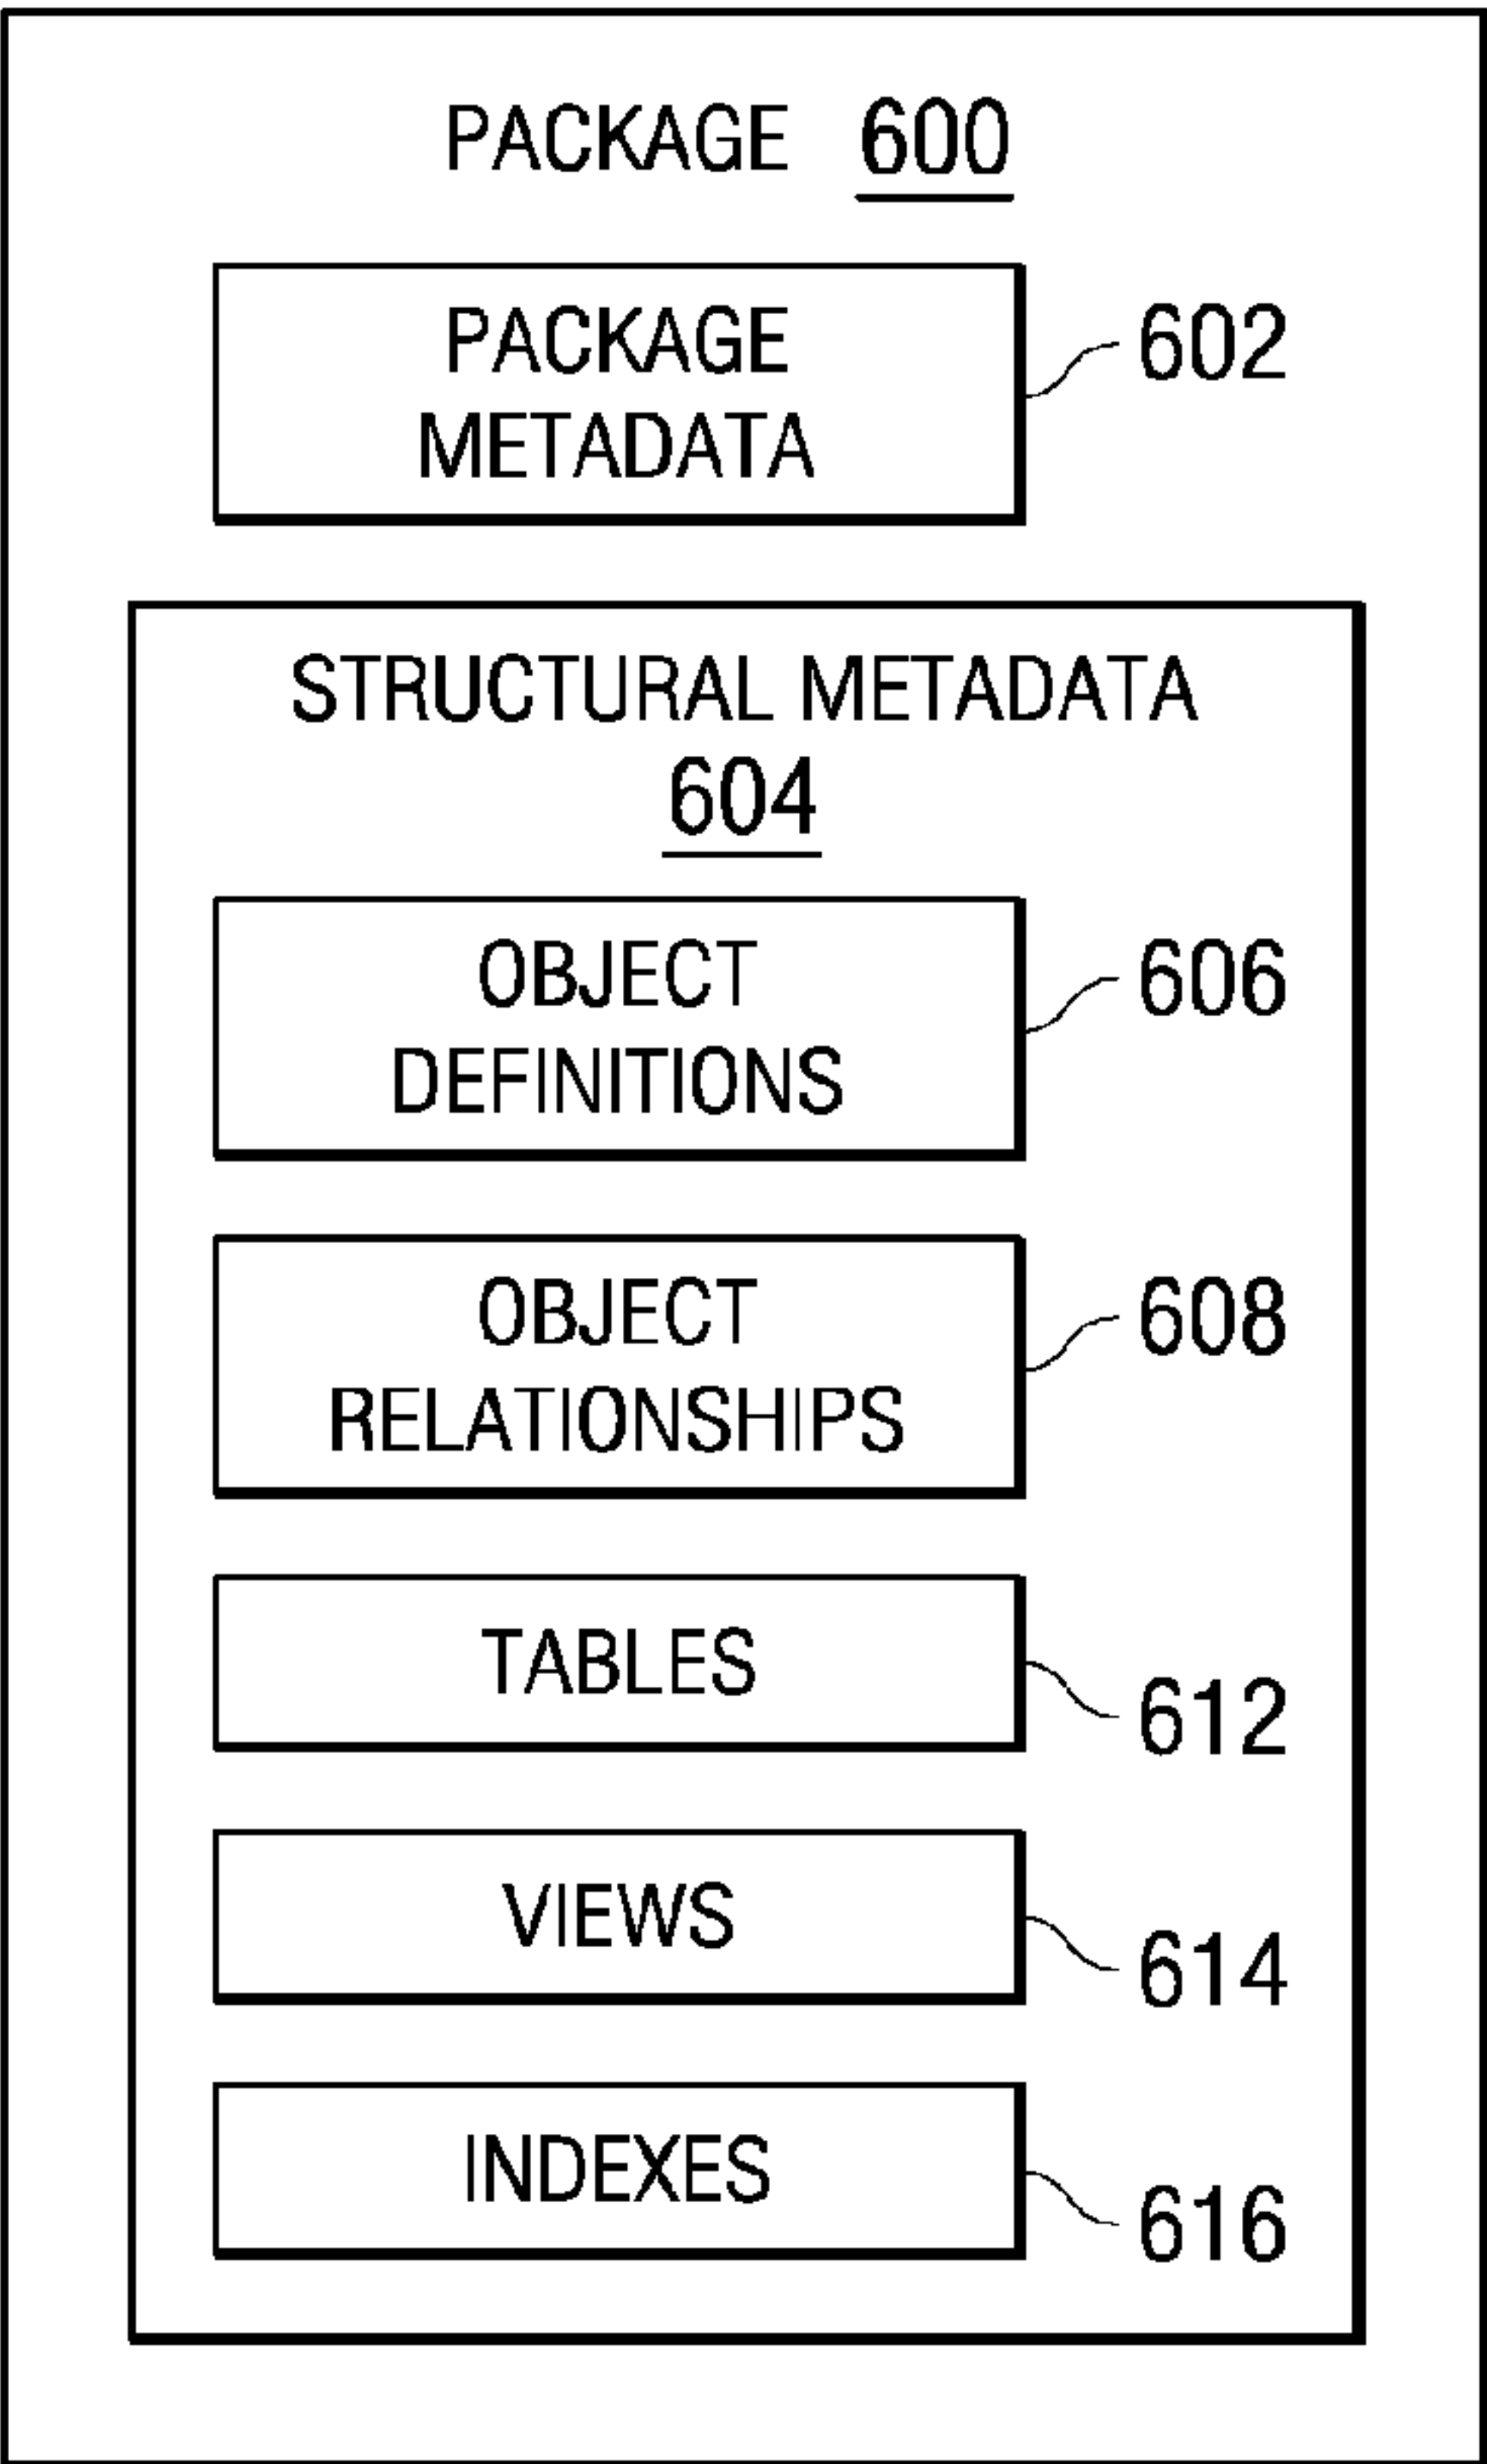 PACKAGE 600
PACKAGE
METADATA
602
STRUCTURAL METADATA
604
OBJECT
DEFINITIONS
606
OBJECT
RELATIONSHIPS
608
TABLES
612
VIEWS
614
INDEXES
616